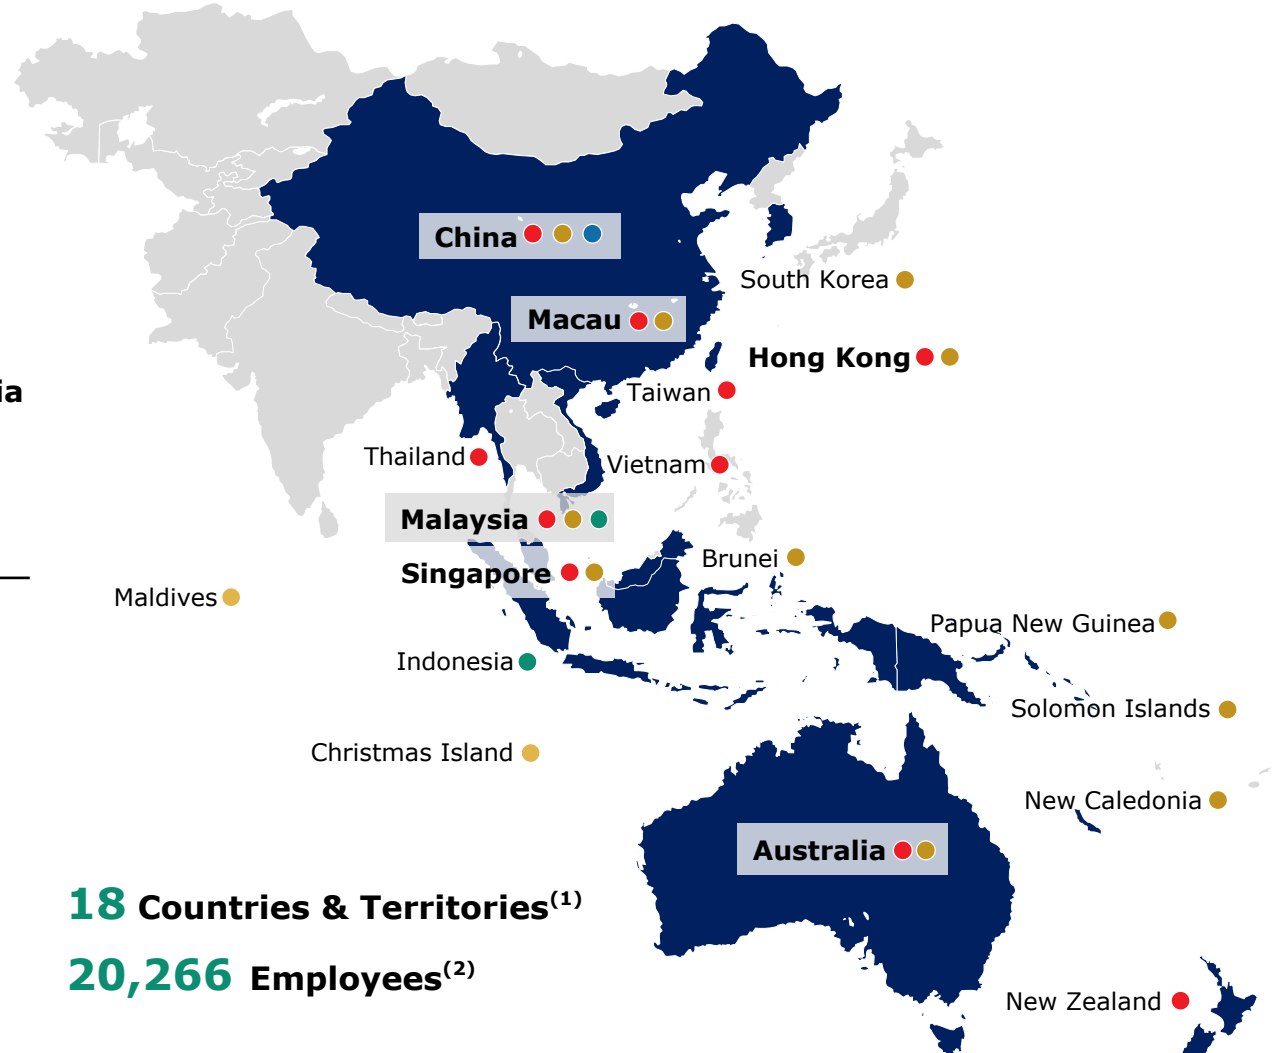 China
South Korea
Macau
Hong Kong
ia
Taiwan
Thailand
Vietnam
Malaysia
Brunei
Singapore
Maldives
Papua New Guinea
Indonesia
Solomon Islands
Christmas Island
New Caledonia
Australia
18 Countries & Territories(1)
20,266 Employees(2)
New Zealand